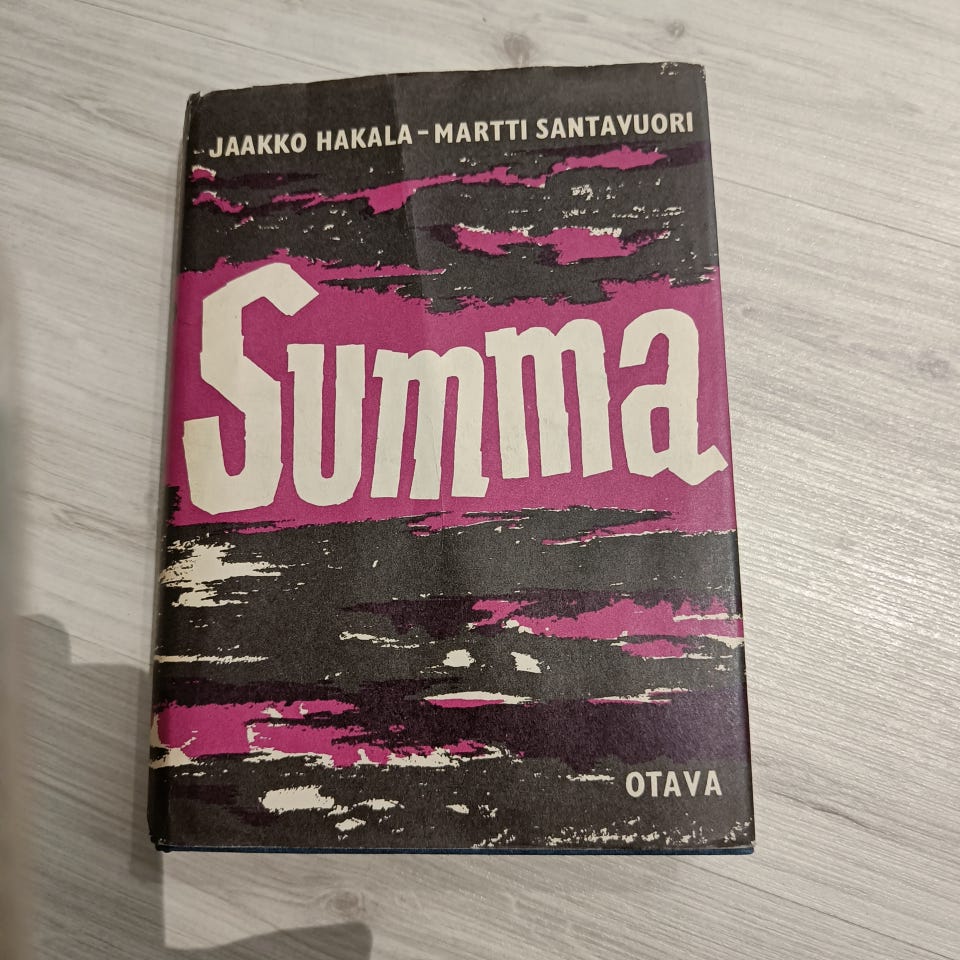 JAAKKO HAKALA – MARTTI SANTAVUORI
Summa
OTAVA